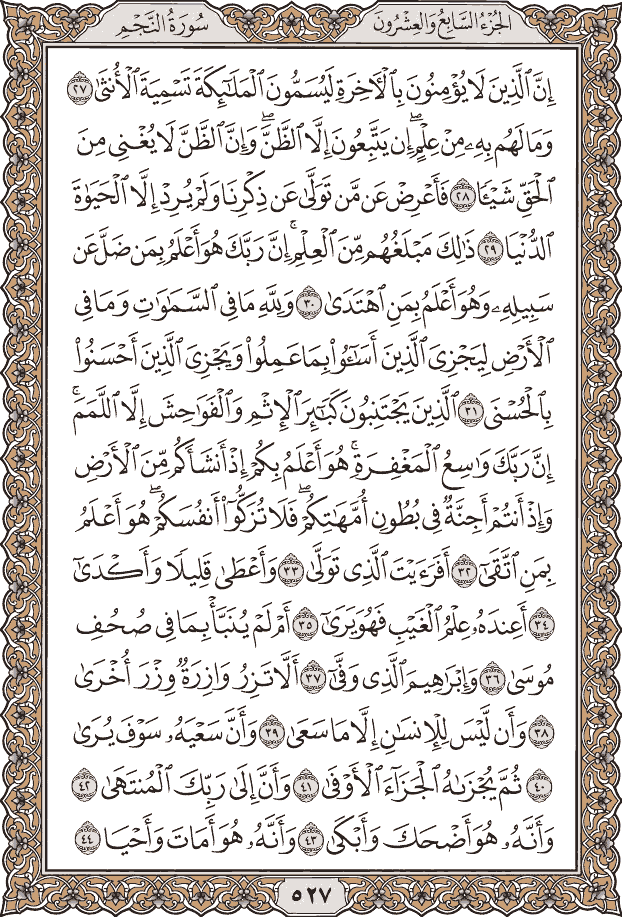 الجُزءُ السَّابِعُ وَالعِشْرُونَ سُورَةُ النَّجْمِ
إِنَّ ٱلَّذِينَ لَا يُؤْمِنُونَ بِٱلْأٓخِرَةِ لَيُسَمُّونَ ٱلْمَلَٰٓئِكَةَ تَسْمِيَةَ ٱلْأُنثَىٰ ٢٧
وَمَا لَهُم بِهِۦ مِنْ عِلْمٍۖ إِن يَتَّبِعُونَ إِلَّا ٱلظَّنَّۖ وَإِنَّ ٱلظَّنَّ لَا يُغْنِى مِنَ
ٱلْحَقِّ شَيْـًٔا ٢٨ فَأَعْرِضْ عَن مَّن تَوَلَّىٰ عَن ذِكْرِنَا وَلَمْ يُرِدْ إِلَّا ٱلْحَيَوٰةَ
ٱلدُّنْيَا ٢٩ ذَٰلِكَ مَبْلَغُهُم مِّنَ ٱلْعِلْمِۚ إِنَّ رَبَّكَ هُوَ أَعْلَمُ بِمَن ضَلَّ عَن
سَبِيلِهِۦ وَهُوَ أَعْلَمُ بِمَنِ ٱهْتَدَىٰ ٣٠ وَلِلَّهِ مَا فِى ٱلسَّمَٰوَٰتِ وَمَا فِى
ٱلْأَرْضِ لِيَجْزِىَ ٱلَّذِينَ أَسَٰٓـُٔوا۟ بِمَا عَمِلُوا۟ وَيَجْزِىَ ٱلَّذِينَ أَحْسَنُوا۟
بِٱلْحُسْنَى ٣١ ٱلَّذِينَ يَجْتَنِبُونَ كَبَٰٓئِرَ ٱلْإِثْمِ وَٱلْفَوَٰحِشَ إِلَّا ٱللَّمَمَۚ
إِنَّ رَبَّكَ وَٰسِعُ ٱلْمَغْفِرَةِۚ هُوَ أَعْلَمُ بِكُمْ إِذْ أَنشَأَكُم مِّنَ ٱلْأَرْضِ
وَإِذْ أَنتُمْ أَجِنَّةٌ فِى بُطُونِ أُمَّهَٰتِكُمْۖ فَلَا تُزَكُّوٓا۟ أَنفُسَكُمْۖ هُوَ أَعْلَمُ
بِمَنِ ٱتَّقَىٰٓ ٣٢ أَفَرَءَيْتَ ٱلَّذِى تَوَلَّىٰ ٣٣ وَأَعْطَىٰ قَلِيلًا وَأَكْدَىٰٓ
٣٤ أَعِندَهُۥ عِلْمُ ٱلْغَيْبِ فَهُوَ يَرَىٰٓ ٣٥ أَمْ لَمْ يُنَبَّأْ بِمَا فِى صُحُفِ
مُوسَىٰ ٣٦ وَإِبْرَٰهِيمَ ٱلَّذِى وَفَّىٰٓ ٣٧ أَلَّا تَزِرُ وَازِرَةٌ وِزْرَ أُخْرَىٰ
٣٨ وَأَن لَّيْسَ لِلْإِنسَٰنِ إِلَّا مَا سَعَىٰ ٣٩ وَأَنَّ سَعْيَهُۥ سَوْفَ يُرَىٰ
٤٠ ثُمَّ يُجْزَىٰهُ ٱلْجَزَآءَ ٱلْأَوْفَىٰ ٤١ وَأَنَّ إِلَىٰ رَبِّكَ ٱلْمُنتَهَىٰ ٤٢
وَأَنَّهُۥ هُوَ أَضْحَكَ وَأَبْكَىٰ ٤٣ وَأَنَّهُۥ هُوَ أَمَاتَ وَأَحْيَا ٤٤
٥٢٧